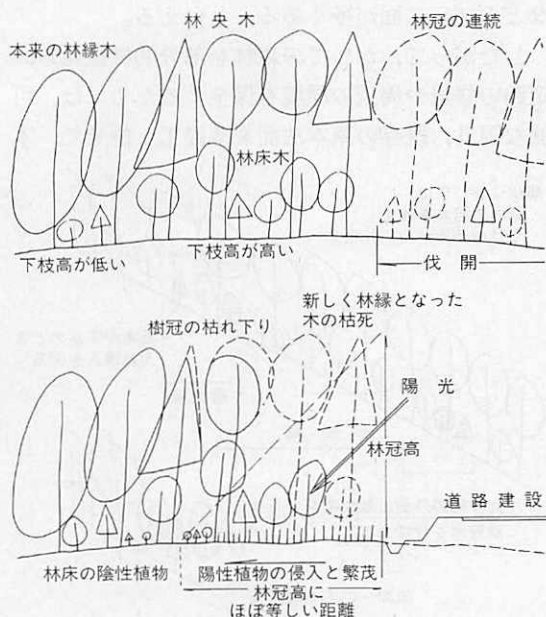 林央木
林冠の連続
本来の林縁木
林床木
下枝高が低い
下枝高が高い
伐開
新しく林縁となった
木の枯死
樹冠の枯れ下り
陽光
林冠高
道路建設
林床の陰性植物
陽性植物の侵入と繁茂
林冠高に
ほぼ等しい距離